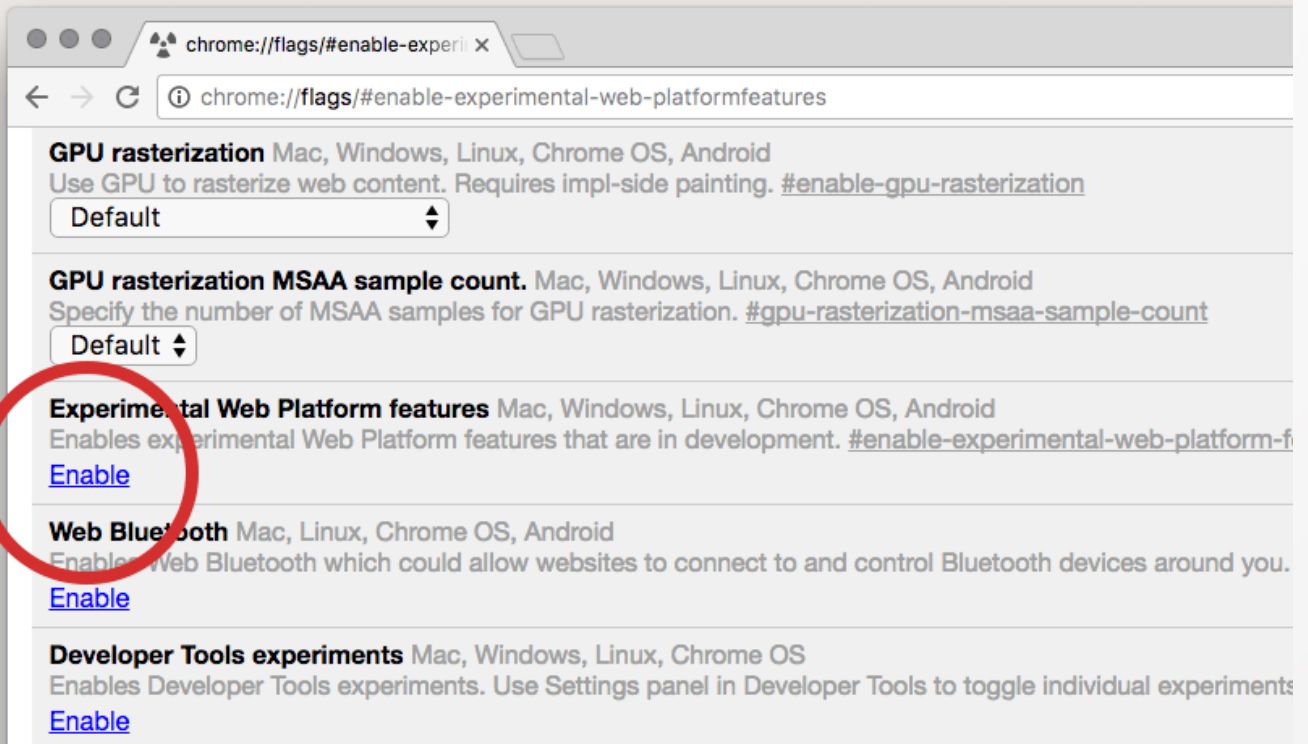 chrome://flags/#enable-experi
chrome://flags/#enable-experimental-web-platformfeatures
GPU rasterization Mac, Windows, Linux, Chrome OS, Android
Use GPU to rasterize web content. Requires impl-side painting. #enable-gpu-rasterization
Default
GPU rasterization MSAA sample count. Mac, Windows, Linux, Chrome OS, Android
Specify the number of MSAA samples for GPU rasterization. #gpu-rasterization-msaa-sample-count
Default
Experimental Web Platform features Mac, Windows, Linux, Chrome OS, Android
Enables experimental Web Platform features that are in development. #enable-experimental-web-platform-f
Enable
Web Bluetooth Mac, Linux, Chrome OS, Android
Enables Web Bluetooth which could allow websites to connect to and control Bluetooth devices around you.
Enable
Developer Tools experiments Mac, Windows, Linux, Chrome OS
Enables Developer Tools experiments. Use Settings panel in Developer Tools to toggle individual experiments
Enable